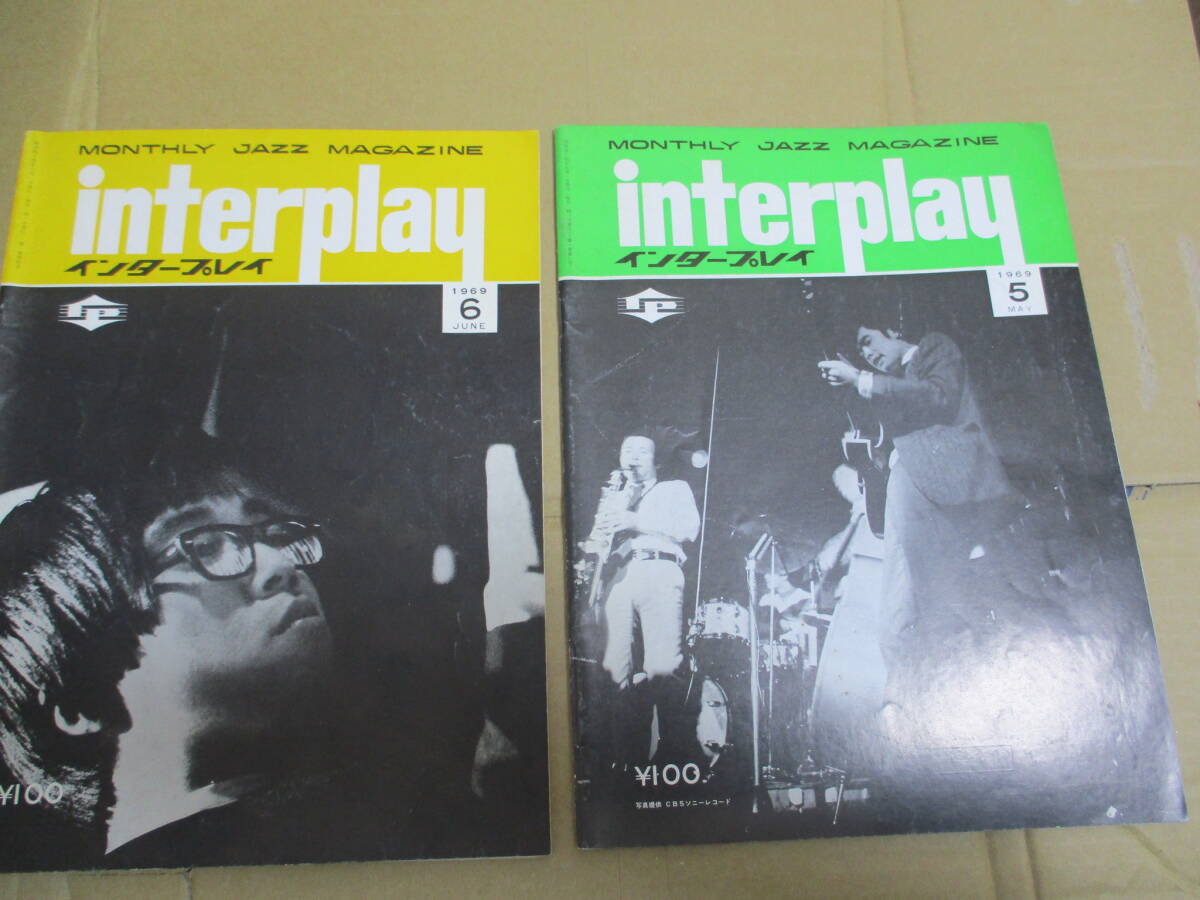 MONTHLY JAZZ MAGAZINE
interplay
インタープレイ
1969
6
JUNE
¥100
MONTHLY JAZZ MAGAZINE
interplay
インタープレイ
1969
5
MAY
¥100
写真提供 CBSソニーレコード